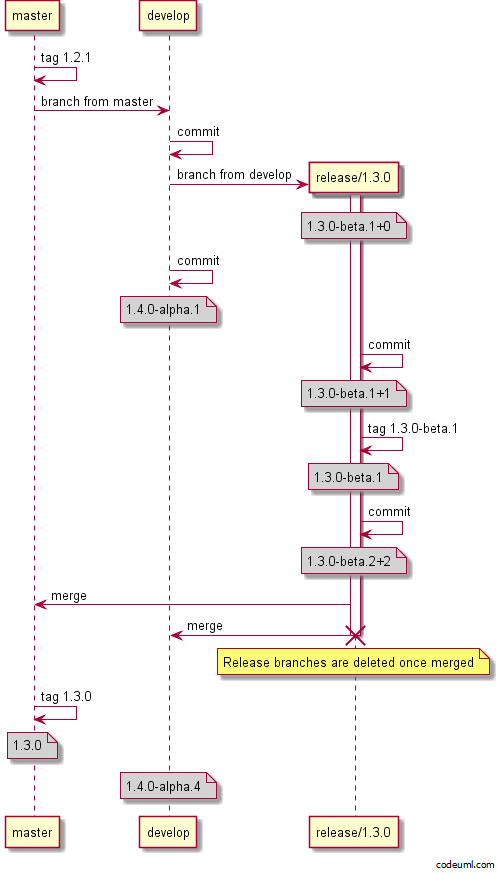 master
develop
tag 1.2.1
branch from master
commit
branch from develop
release/1.3.0
1.3.0-beta.1+0
commit
1.4.0-alpha.1
commit
1.3.0-beta.1+1
tag 1.3.0-beta.1
1.3.0-beta.1
commit
1.3.0-beta.2+2
merge
merge
Release branches are deleted once merged
tag 1.3.0
1.3.0
1.4.0-alpha.4
master
develop
release/1.3.0
codeuml.com